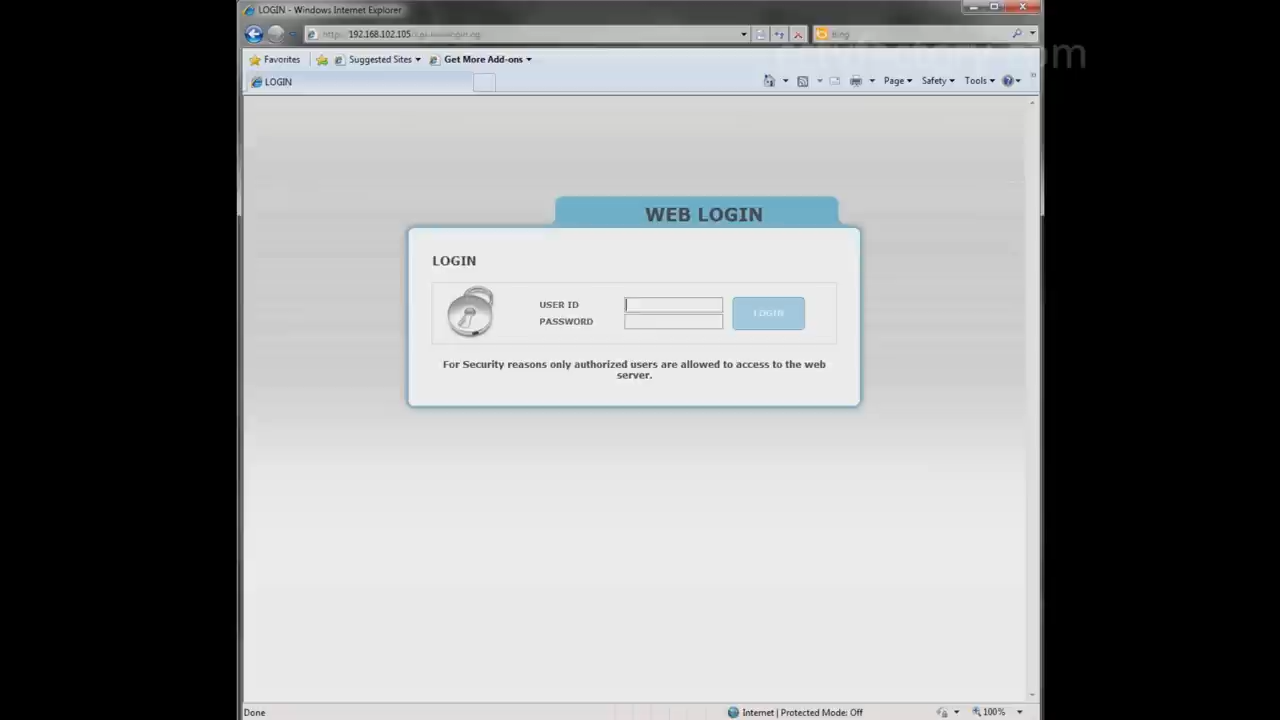 LOGIN - Windows Internet Explorer
192.168.102.105
Bing
Favorites Suggested Sites Get More Add-ons
LOGIN
Page Safety Tools
WEB LOGIN
LOGIN
USER ID
LOGIN
PASSWORD
For Security reasons only authorized users are allowed to access to the web
server.
Done
Internet | Protected Mode: Off
100%